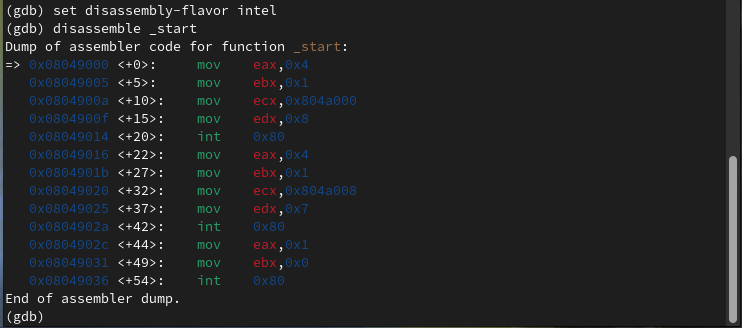 (gdb) set disassembly-flavor intel
(gdb) disassemble _start
Dump of assembler code for function _start:
=> 0x08049000 <+0>:     mov    eax,0x4
   0x08049005 <+5>:     mov    ebx,0x1
   0x0804900a <+10>:    mov    ecx,0x804a000
   0x0804900f <+15>:    mov    edx,0x8
   0x08049014 <+20>:    int    0x80
   0x08049016 <+22>:    mov    eax,0x4
   0x0804901b <+27>:    mov    ebx,0x1
   0x08049020 <+32>:    mov    ecx,0x804a008
   0x08049025 <+37>:    mov    edx,0x7
   0x0804902a <+42>:    int    0x80
   0x0804902c <+44>:    mov    eax,0x1
   0x08049031 <+49>:    mov    ebx,0x0
   0x08049036 <+54>:    int    0x80
End of assembler dump.
(gdb)